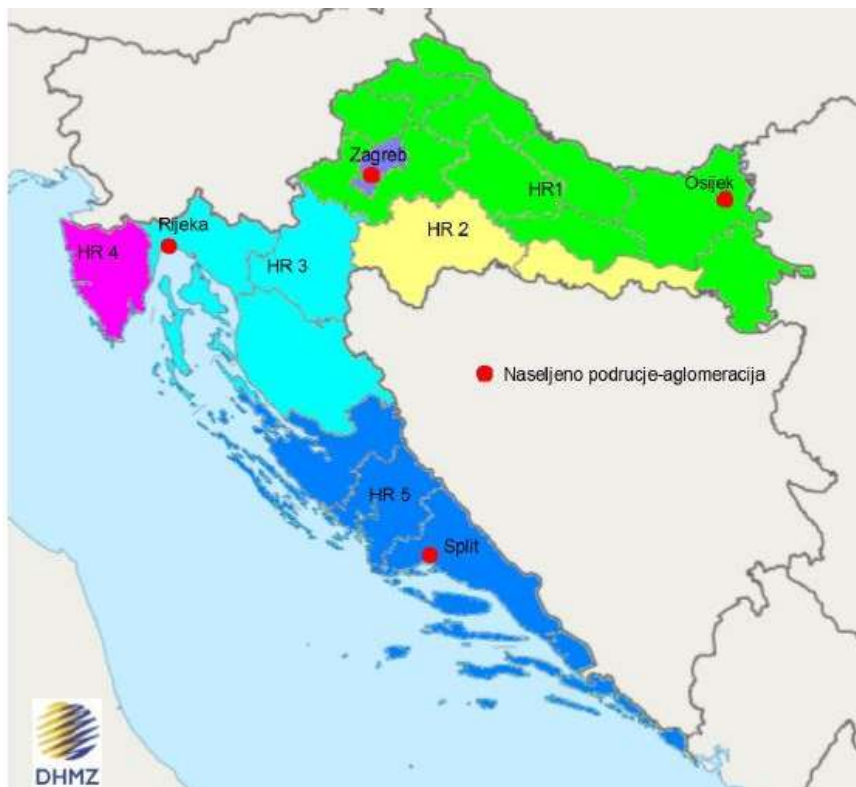 Zagreb
HR1
Osijek
Rijeka
HR 2
HR 4
HR 3
Naseljeno podrucje-aglomeracija
HR 5
Split
DHMZ